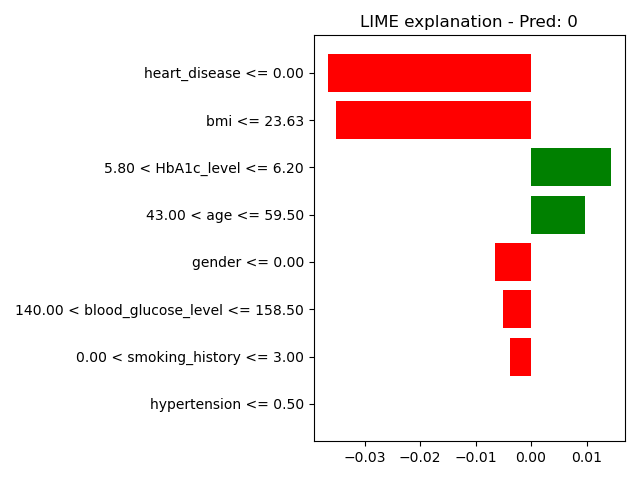 LIME explanation - Pred: 0
heart_disease <= 0.00
bmi <= 23.63
5.80 < HbA1c_level <= 6.20
43.00 < age <= 59.50
gender <= 0.00
140.00 < blood_glucose_level <= 158.50
0.00 < smoking_history <= 3.00
hypertension <= 0.50
−0.03 −0.02 −0.01 0.00 0.01